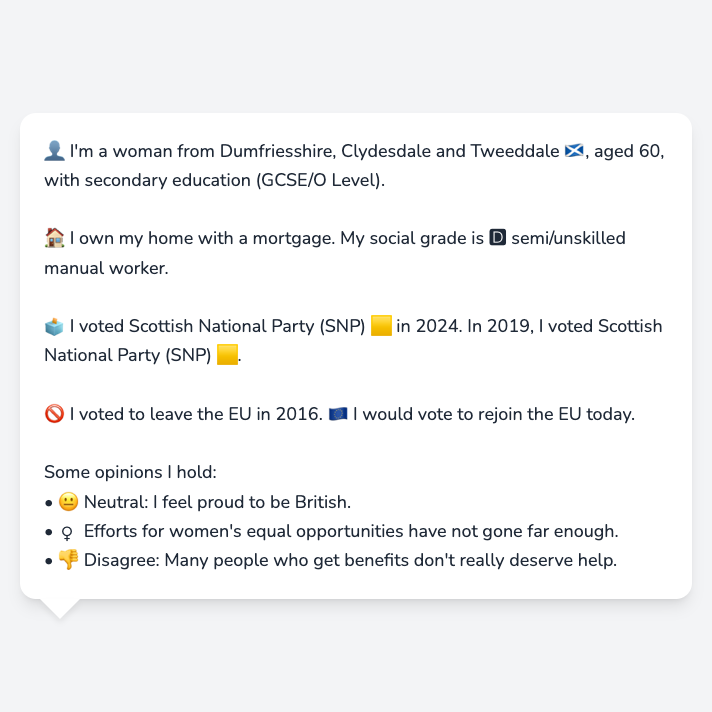 👤 I'm a woman from Dumfriesshire, Clydesdale and Tweeddale 🏴󠁧󠁢󠁳󠁣󠁴󠁿, aged 60,
with secondary education (GCSE/O Level).
🏠 I own my home with a mortgage. My social grade is 🅳 semi/unskilled
manual worker.
🗳️ I voted Scottish National Party (SNP) 🟨 in 2024. In 2019, I voted Scottish
National Party (SNP) 🟨.
🚫 I voted to leave the EU in 2016. 🇪🇺 I would vote to rejoin the EU today.
Some opinions I hold:
• 😐 Neutral: I feel proud to be British.
• ♀ Efforts for women's equal opportunities have not gone far enough.
• 👎 Disagree: Many people who get benefits don't really deserve help.